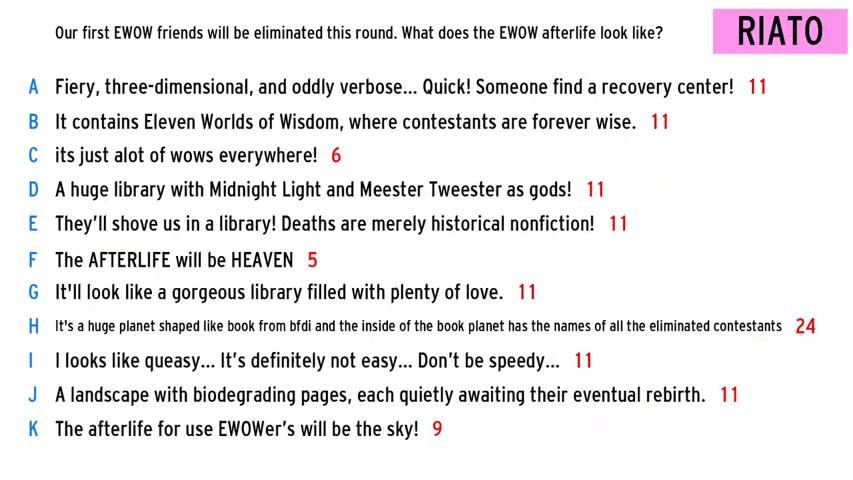 Our first EWOW friends will be eliminated this round. What does the EWOW afterlife look like?
RIATO
A Fiery, three-dimensional, and oddly verbose... Quick! Someone find a recovery center! 11
B It contains Eleven Worlds of Wisdom, where contestants are forever wise. 11
C its just alot of wows everywhere! 6
D A huge library with Midnight Light and Meester Tweester as gods! 11
E They'll shove us in a library! Deaths are merely historical nonfiction! 11
F The AFTERLIFE will be HEAVEN 5
G It'll look like a gorgeous library filled with plenty of love. 11
H It's a huge planet shaped like book from bfdi and the inside of the book planet has the names of all the eliminated contestants 24
I I looks like queasy... It's definitely not easy... Don't be speedy... 11
J A landscape with biodegrading pages, each quietly awaiting their eventual rebirth. 11
K The afterlife for use EWOWer's will be the sky! 9